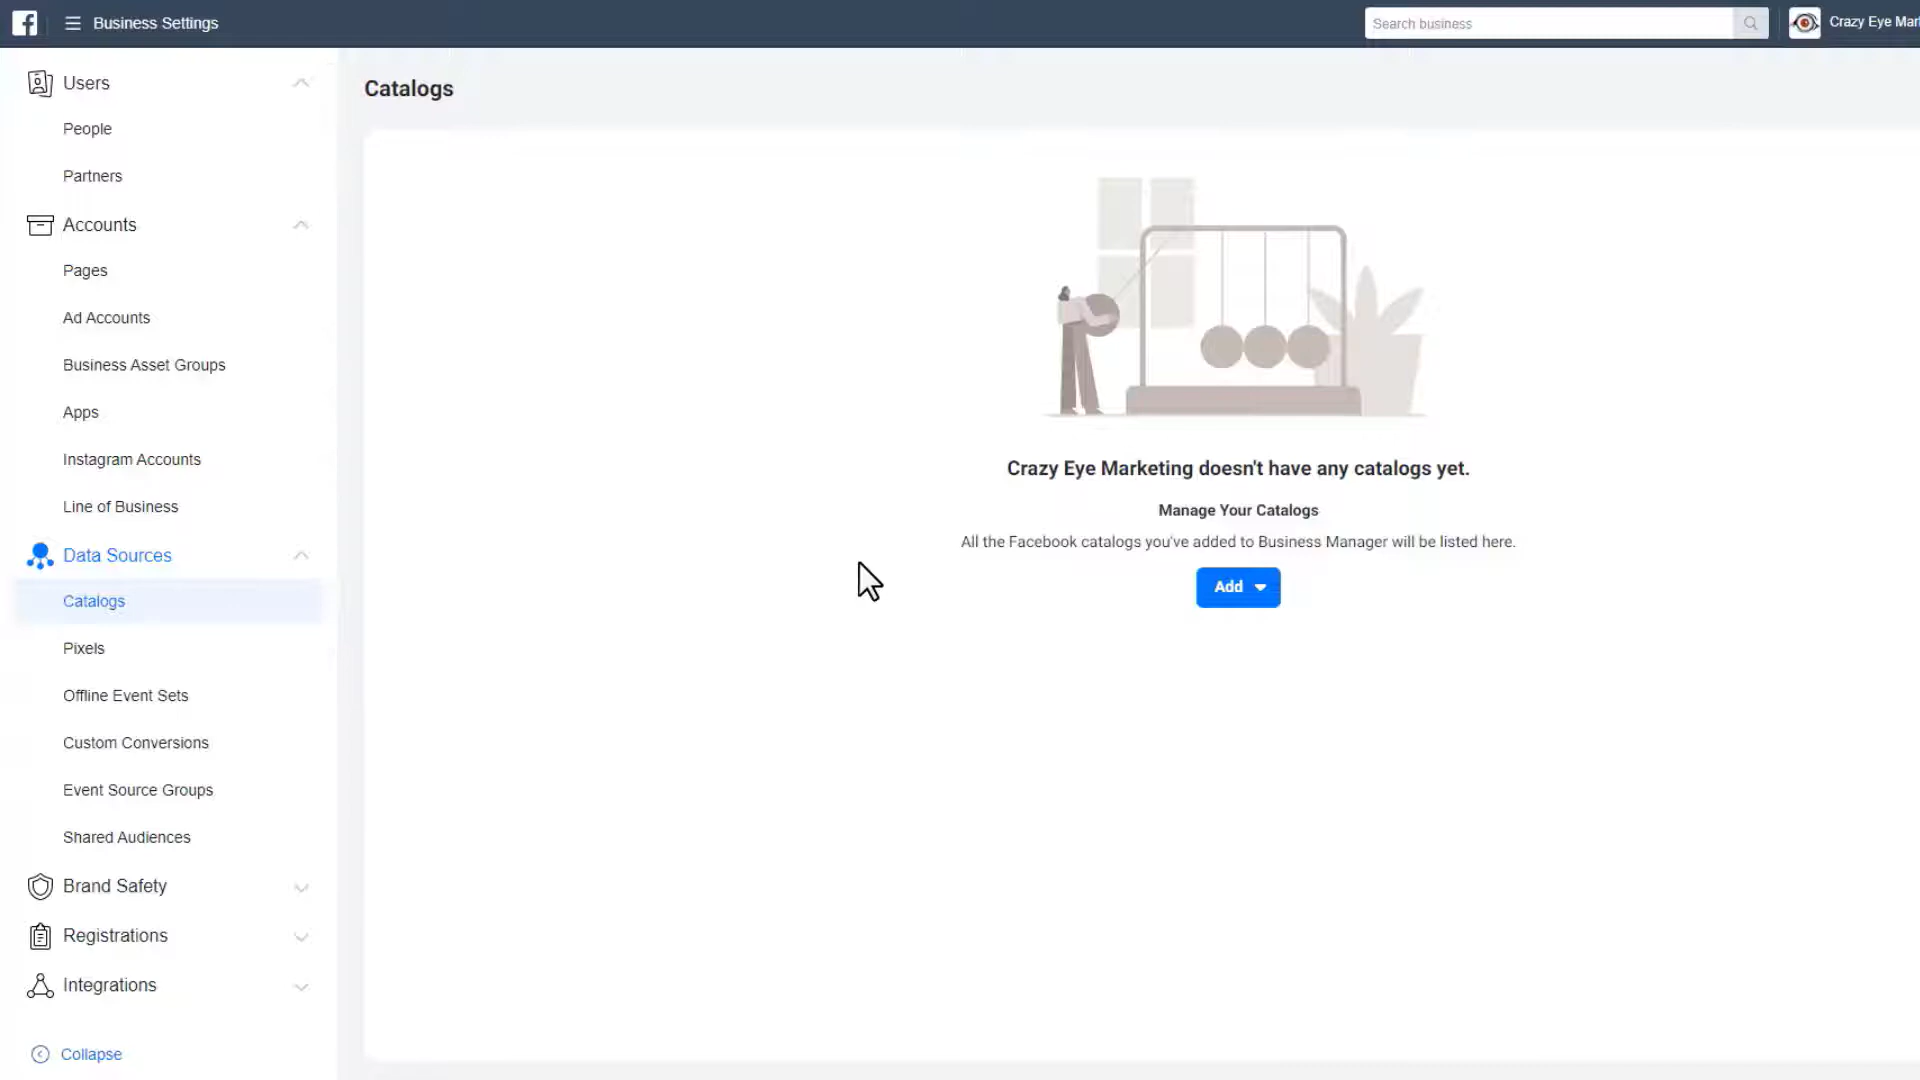 Business Settings
Search business
Crazy Eye Mar
Users
People
Partners
Accounts
Pages
Ad Accounts
Business Asset Groups
Apps
Instagram Accounts
Line of Business
Data Sources
Catalogs
Pixels
Offline Event Sets
Custom Conversions
Event Source Groups
Shared Audiences
Brand Safety
Registrations
Integrations
Collapse
Catalogs
Crazy Eye Marketing doesn't have any catalogs yet.
Manage Your Catalogs
All the Facebook catalogs you've added to Business Manager will be listed here.
Add